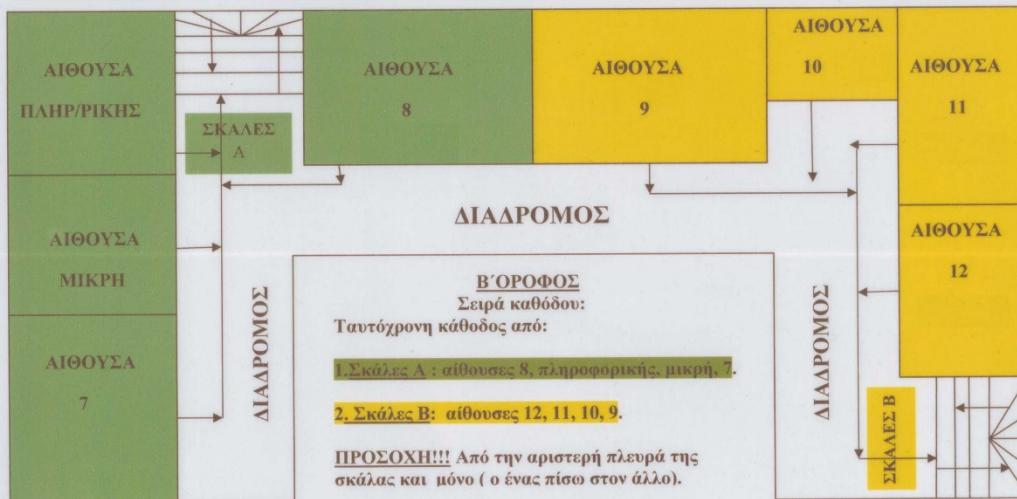 ΑΙΘΟΥΣΑ
ΠΛΗΡ/ΡΙΚΗΣ
ΣΚΑΛΕΣ
Α
ΑΙΘΟΥΣΑ
8
ΑΙΘΟΥΣΑ
9
ΑΙΘΟΥΣΑ
10
ΑΙΘΟΥΣΑ
11
ΑΙΘΟΥΣΑ
ΜΙΚΡΗ
ΑΙΘΟΥΣΑ
7
ΔΙΑΔΡΟΜΟΣ
ΔΙΑΔΡΟΜΟΣ
Β΄ΟΡΟΦΟΣ
Σειρά καθόδου:
Ταυτόχρονη κάθοδος από:
1.Σκάλες Α : αίθουσες 8, πληροφορικής, μικρή, 7.
2. Σκάλες Β: αίθουσες 12, 11, 10, 9.
ΠΡΟΣΟΧΗ!!! Από την αριστερή πλευρά της
σκάλας και μόνο ( ο ένας πίσω στον άλλο).
ΔΙΑΔΡΟΜΟΣ
ΑΙΘΟΥΣΑ
12
ΣΚΑΛΕΣ Β